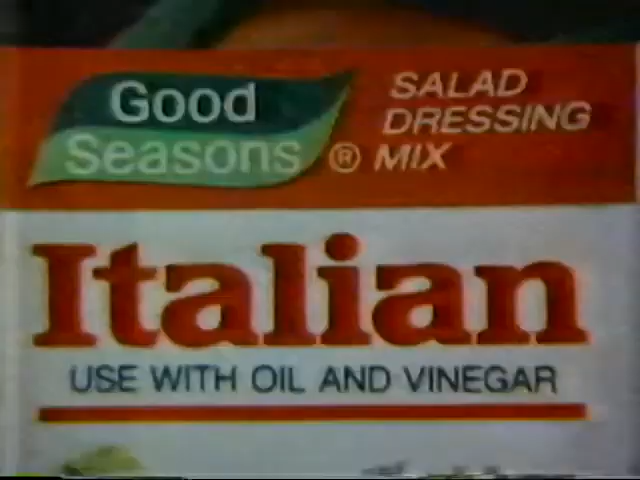 Good
Seasons ®
SALAD
DRESSING
MIX
Italian
USE WITH OIL AND VINEGAR